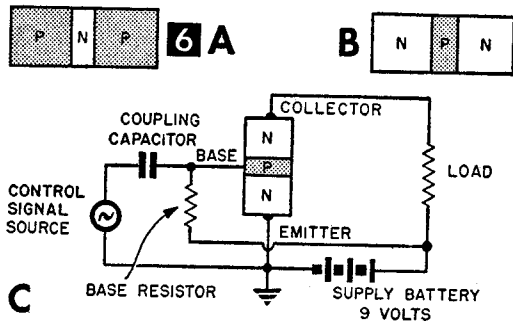 P N P
6 A
B
N P N
COLLECTOR
COUPLING
CAPACITOR
BASE
N
P
N
LOAD
CONTROL
SIGNAL
SOURCE
EMITTER
BASE RESISTOR
SUPPLY BATTERY
9 VOLTS
C